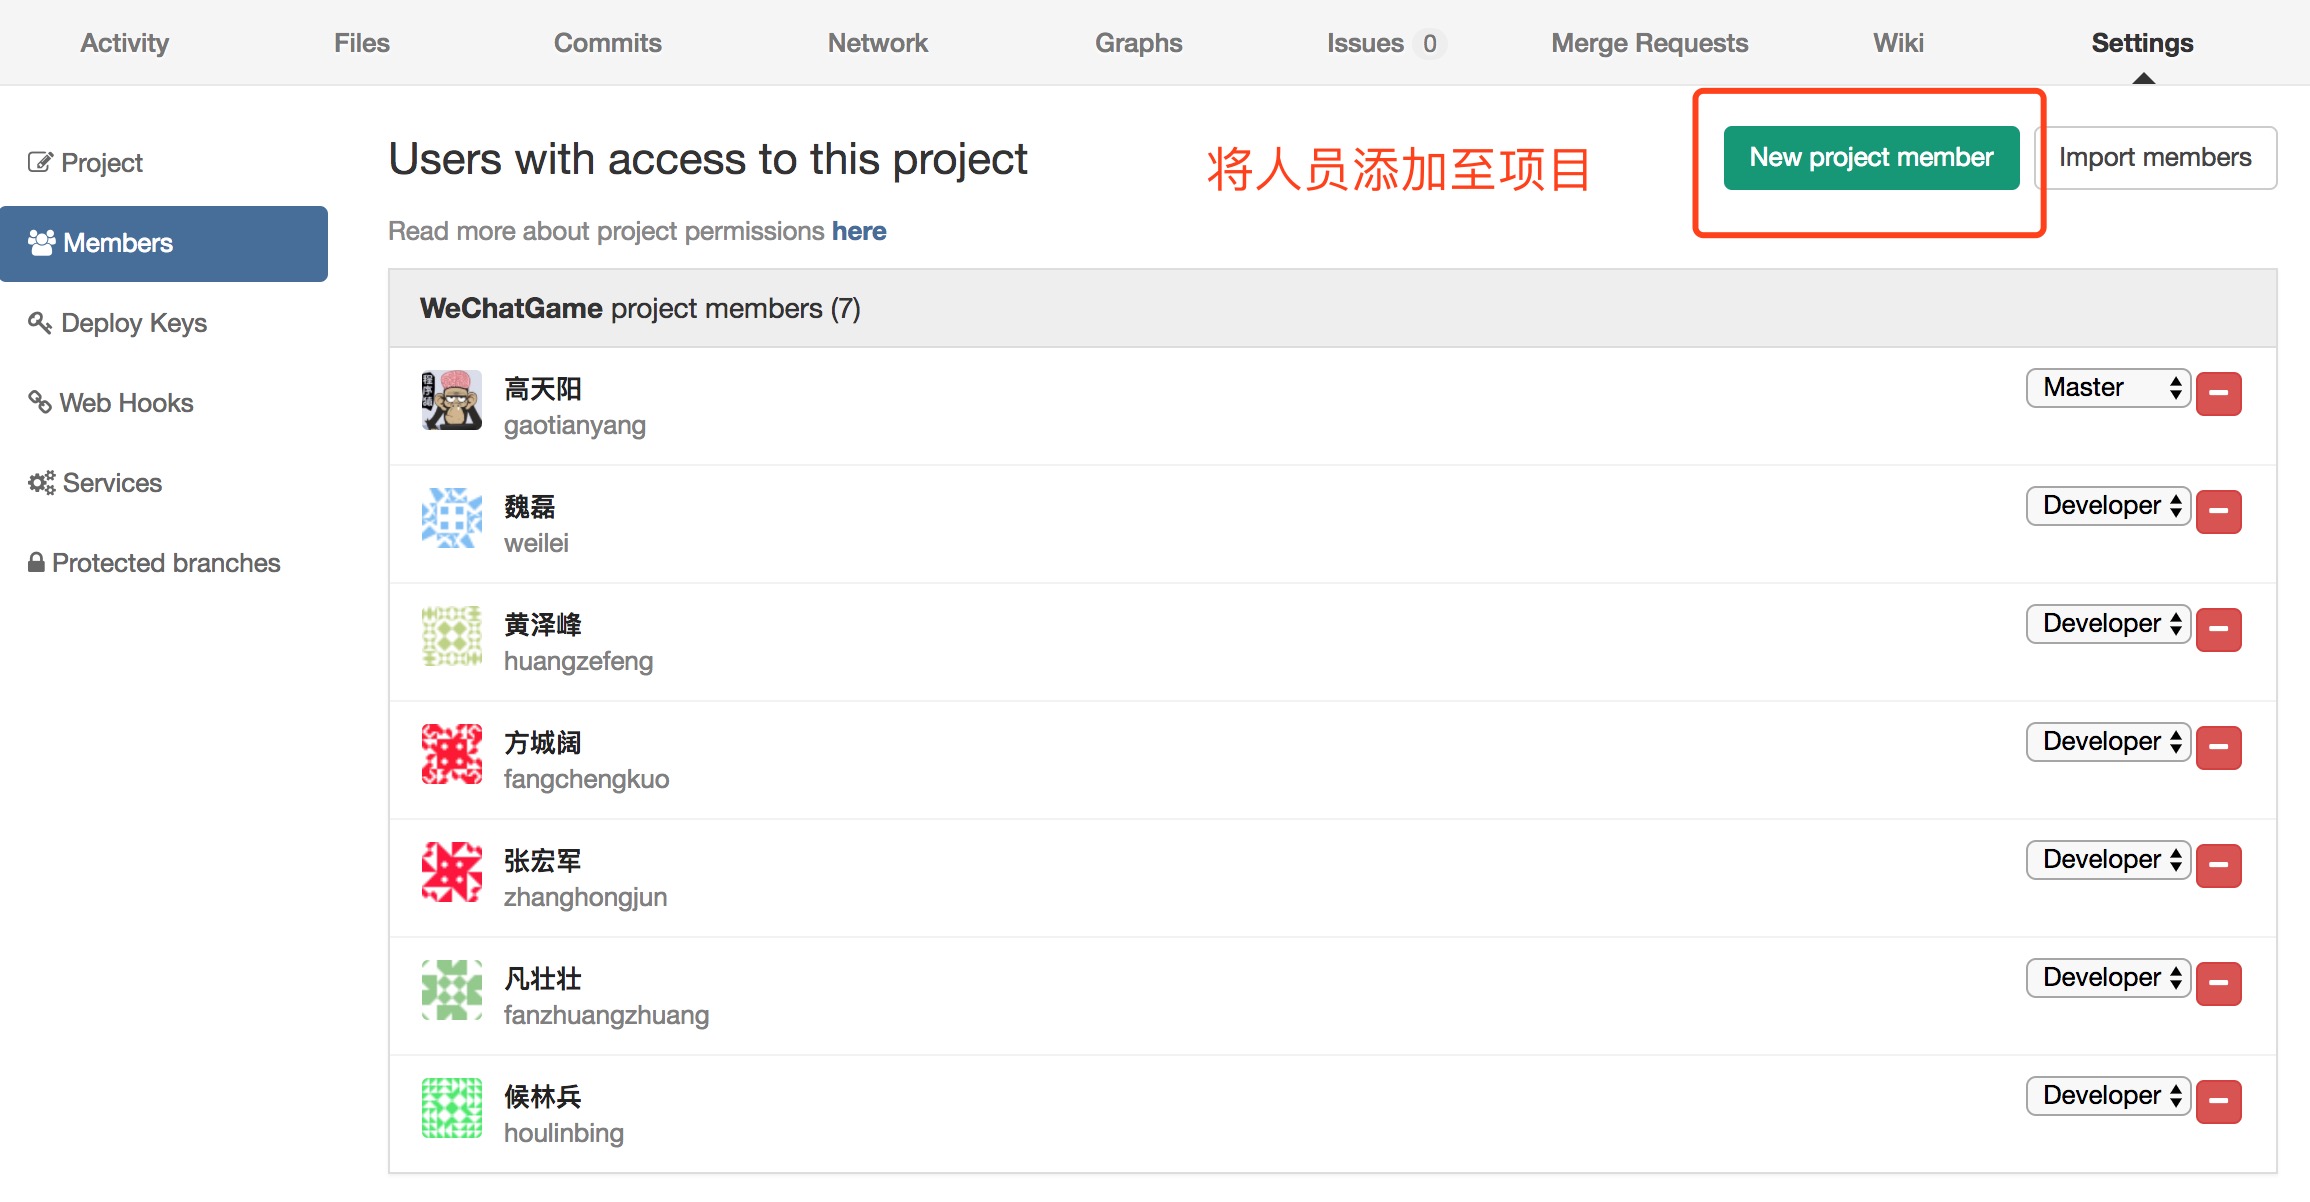 Activity Files Commits Network Graphs Issues 0 Merge Requests Wiki Settings
Project
Members
Deploy Keys
Web Hooks
Services
Protected branches
Users with access to this project
将人员添加至项目
New project member
Import members
Read more about project permissions here
WeChatGame project members (7)
高天阳
gaotianyang
Master
魏磊
weilei
Developer
黄泽峰
huangzefeng
Developer
方城阔
fangchengkuo
Developer
张宏军
zhanghongjun
Developer
凡壮壮
fanzhuangzhuang
Developer
候林兵
houlinbing
Developer